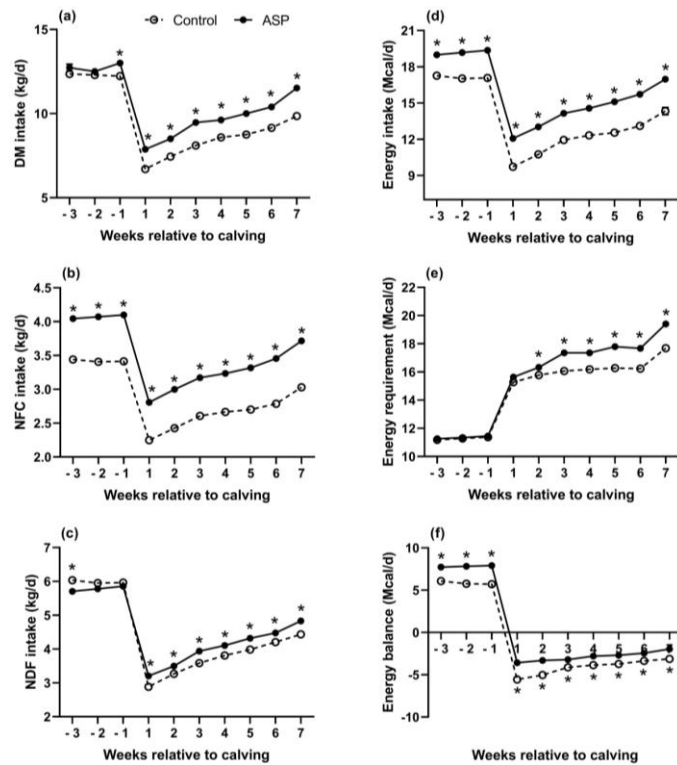 (a)
Control
ASP
DM intake (kg/d)
15
10
5
* * * * * * * *
- 3 - 2 - 1 1 2 3 4 5 6 7
Weeks relative to calving
(d)
Energy intake (Mcal/d)
21
18
15
12
9
* * * * * * * * * *
- 3 - 2 - 1 1 2 3 4 5 6 7
Weeks relative to calving
(b)
NFC intake (kg/d)
4.5
4.0
3.5
3.0
2.5
2.0
* * * * * * * * * *
- 3 - 2 - 1 1 2 3 4 5 6 7
Weeks relative to calving
(e)
Energy requirement (Mcal/d)
22
20
18
16
14
12
10
* * * * * *
- 3 - 2 - 1 1 2 3 4 5 6 7
Weeks relative to calving
(c)
NDF intake (kg/d)
7
6
5
4
3
2
* * * * * * * *
- 3 - 2 - 1 1 2 3 4 5 6 7
Weeks relative to calving
(f)
Energy balance (Mcal/d)
10
5
0
-5
-10
* * *
- 3 - 2 - 1 1 2 3 4 5 6 7
* * * * * * *
Weeks relative to calving